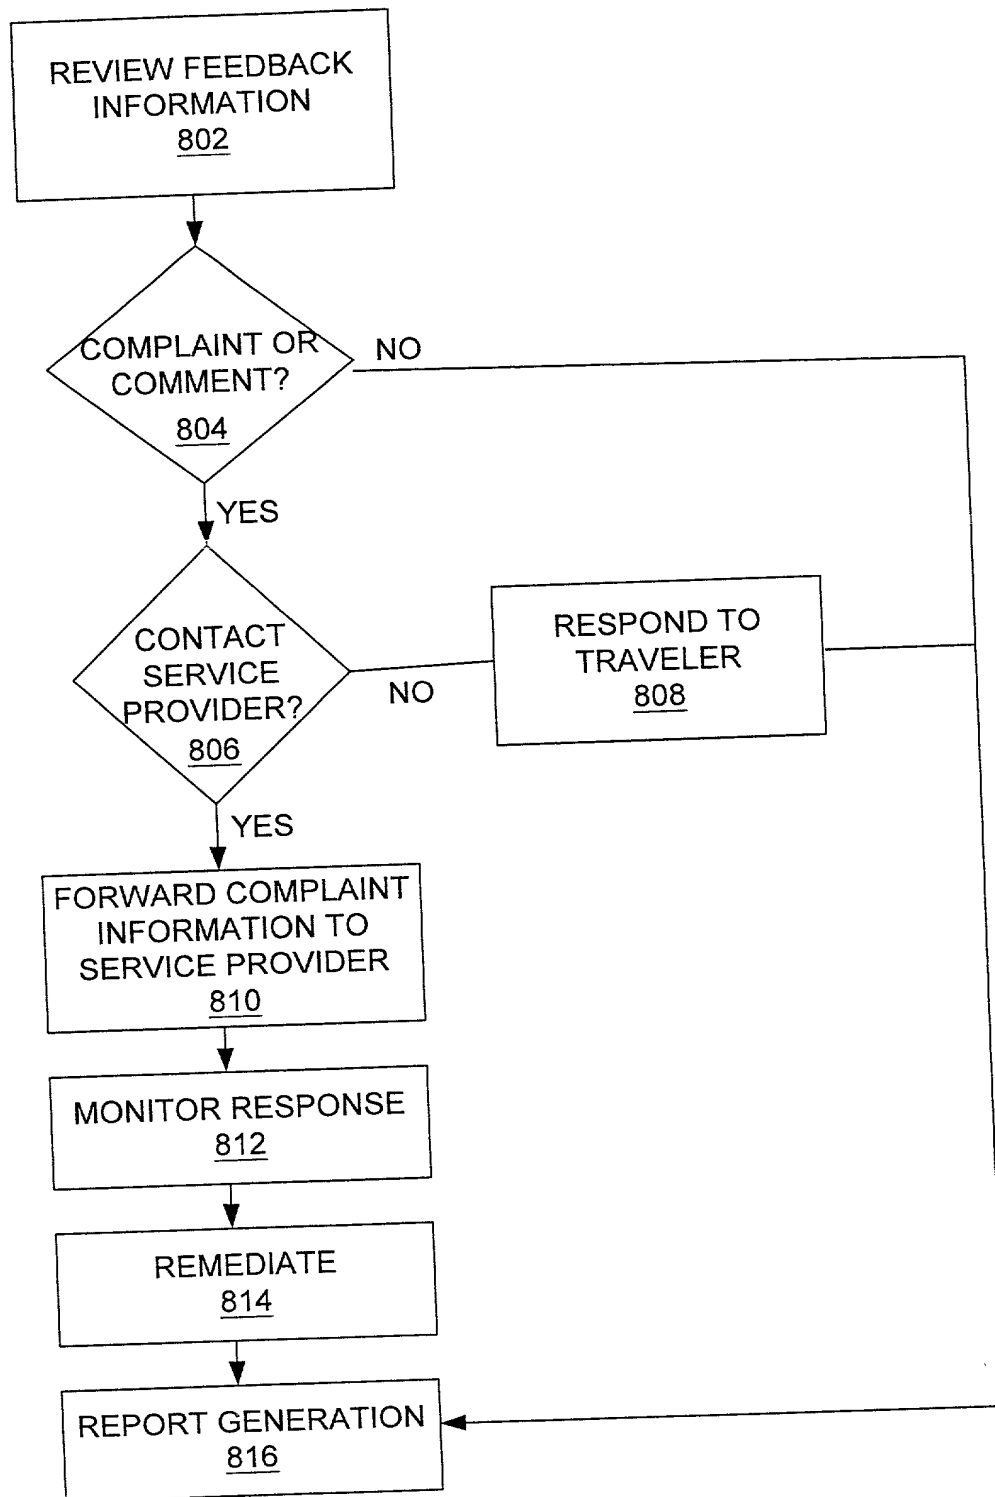 REVIEW FEEDBACK
INFORMATION
802
COMPLAINT OR
COMMENT?
804
NO
YES
CONTACT
SERVICE
PROVIDER?
806
NO
RESPOND TO
TRAVELER
808
YES
FORWARD COMPLAINT
INFORMATION TO
SERVICE PROVIDER
810
MONITOR RESPONSE
812
REMEDIATE
814
REPORT GENERATION
816